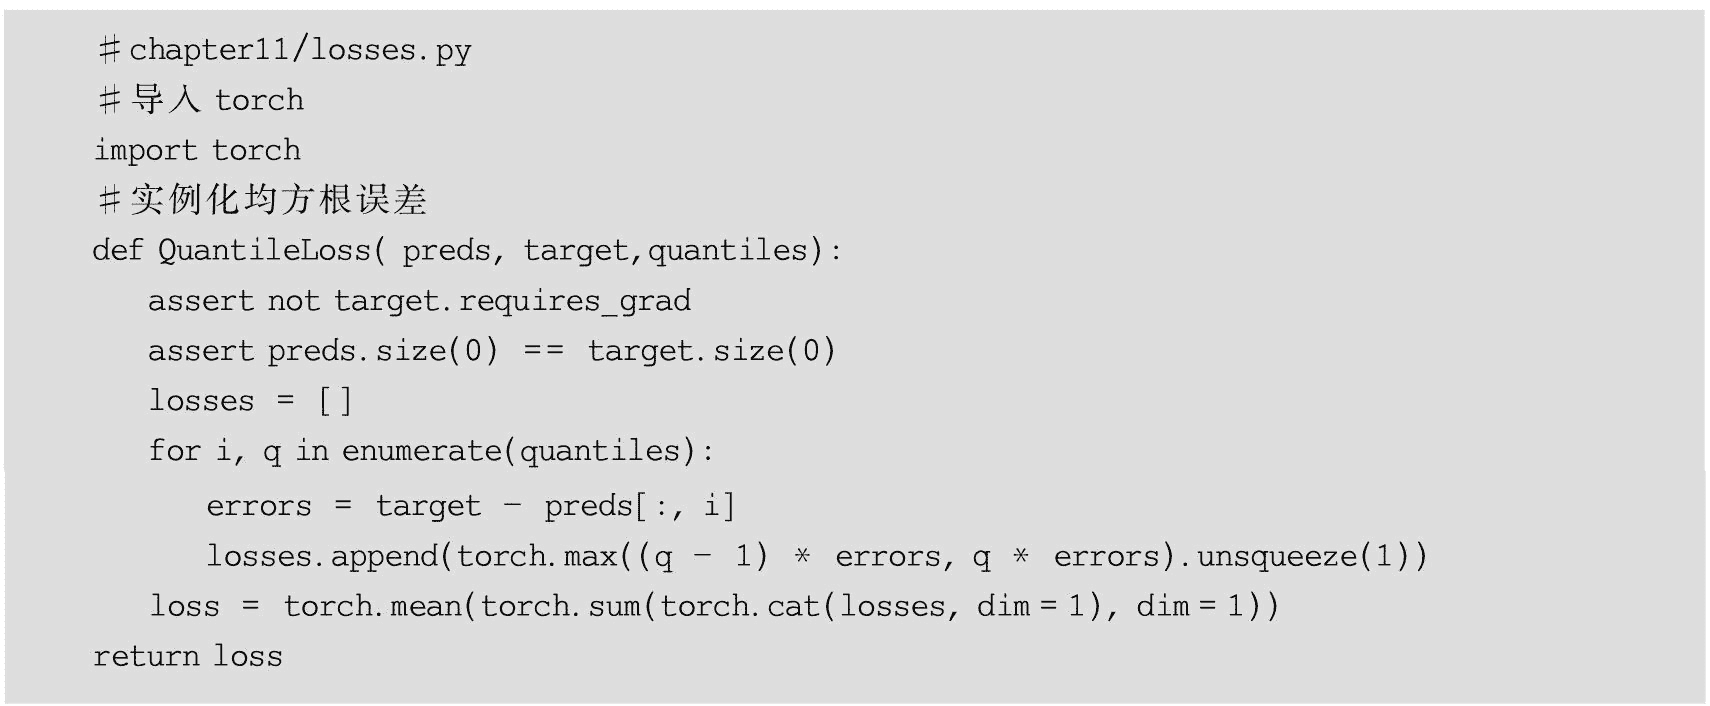 #chapter11/losses.py
#导入 torch
import torch
#实例化均方根误差
def QuantileLoss( preds, target,quantiles):
    assert not target.requires_grad
    assert preds.size(0) == target.size(0)
    losses = []
    for i, q in enumerate(quantiles):
        errors = target - preds[:, i]
        losses.append(torch.max((q - 1) * errors, q * errors).unsqueeze(1))
    loss = torch.mean(torch.sum(torch.cat(losses, dim=1), dim=1))
return loss